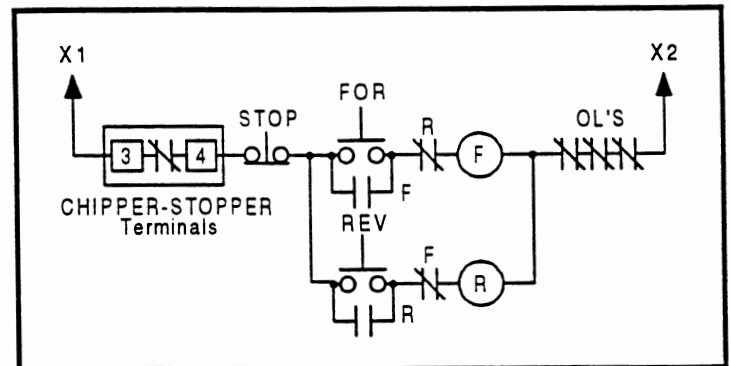 X1
X2
FOR
STOP
R
OL'S
3
4
F
CHIPPER-STOPPER
Terminals
F
REV
F
R
R